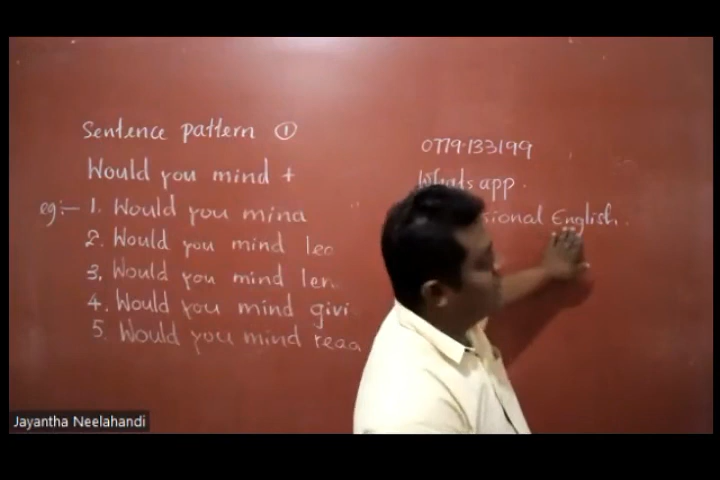 Sentence pattern ①
Would you mind +
eg:- 1. Would you mind
2. Would you mind
3. Would you mind
4. Would you mind
5. Would you mind
0779133199
Whats app.
English.
Jayantha Neelahandi